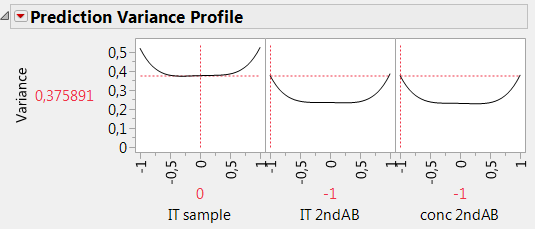 Prediction Variance Profile
Variance
0,375891
0,5
0,4
0,3
0,2
0,1
0
-1 -0,5 0 0,5 1 -1 -0,5 0 0,5 1 -1 -0,5 0 0,5 1
0 -1 -1
IT sample IT 2ndAB conc 2ndAB